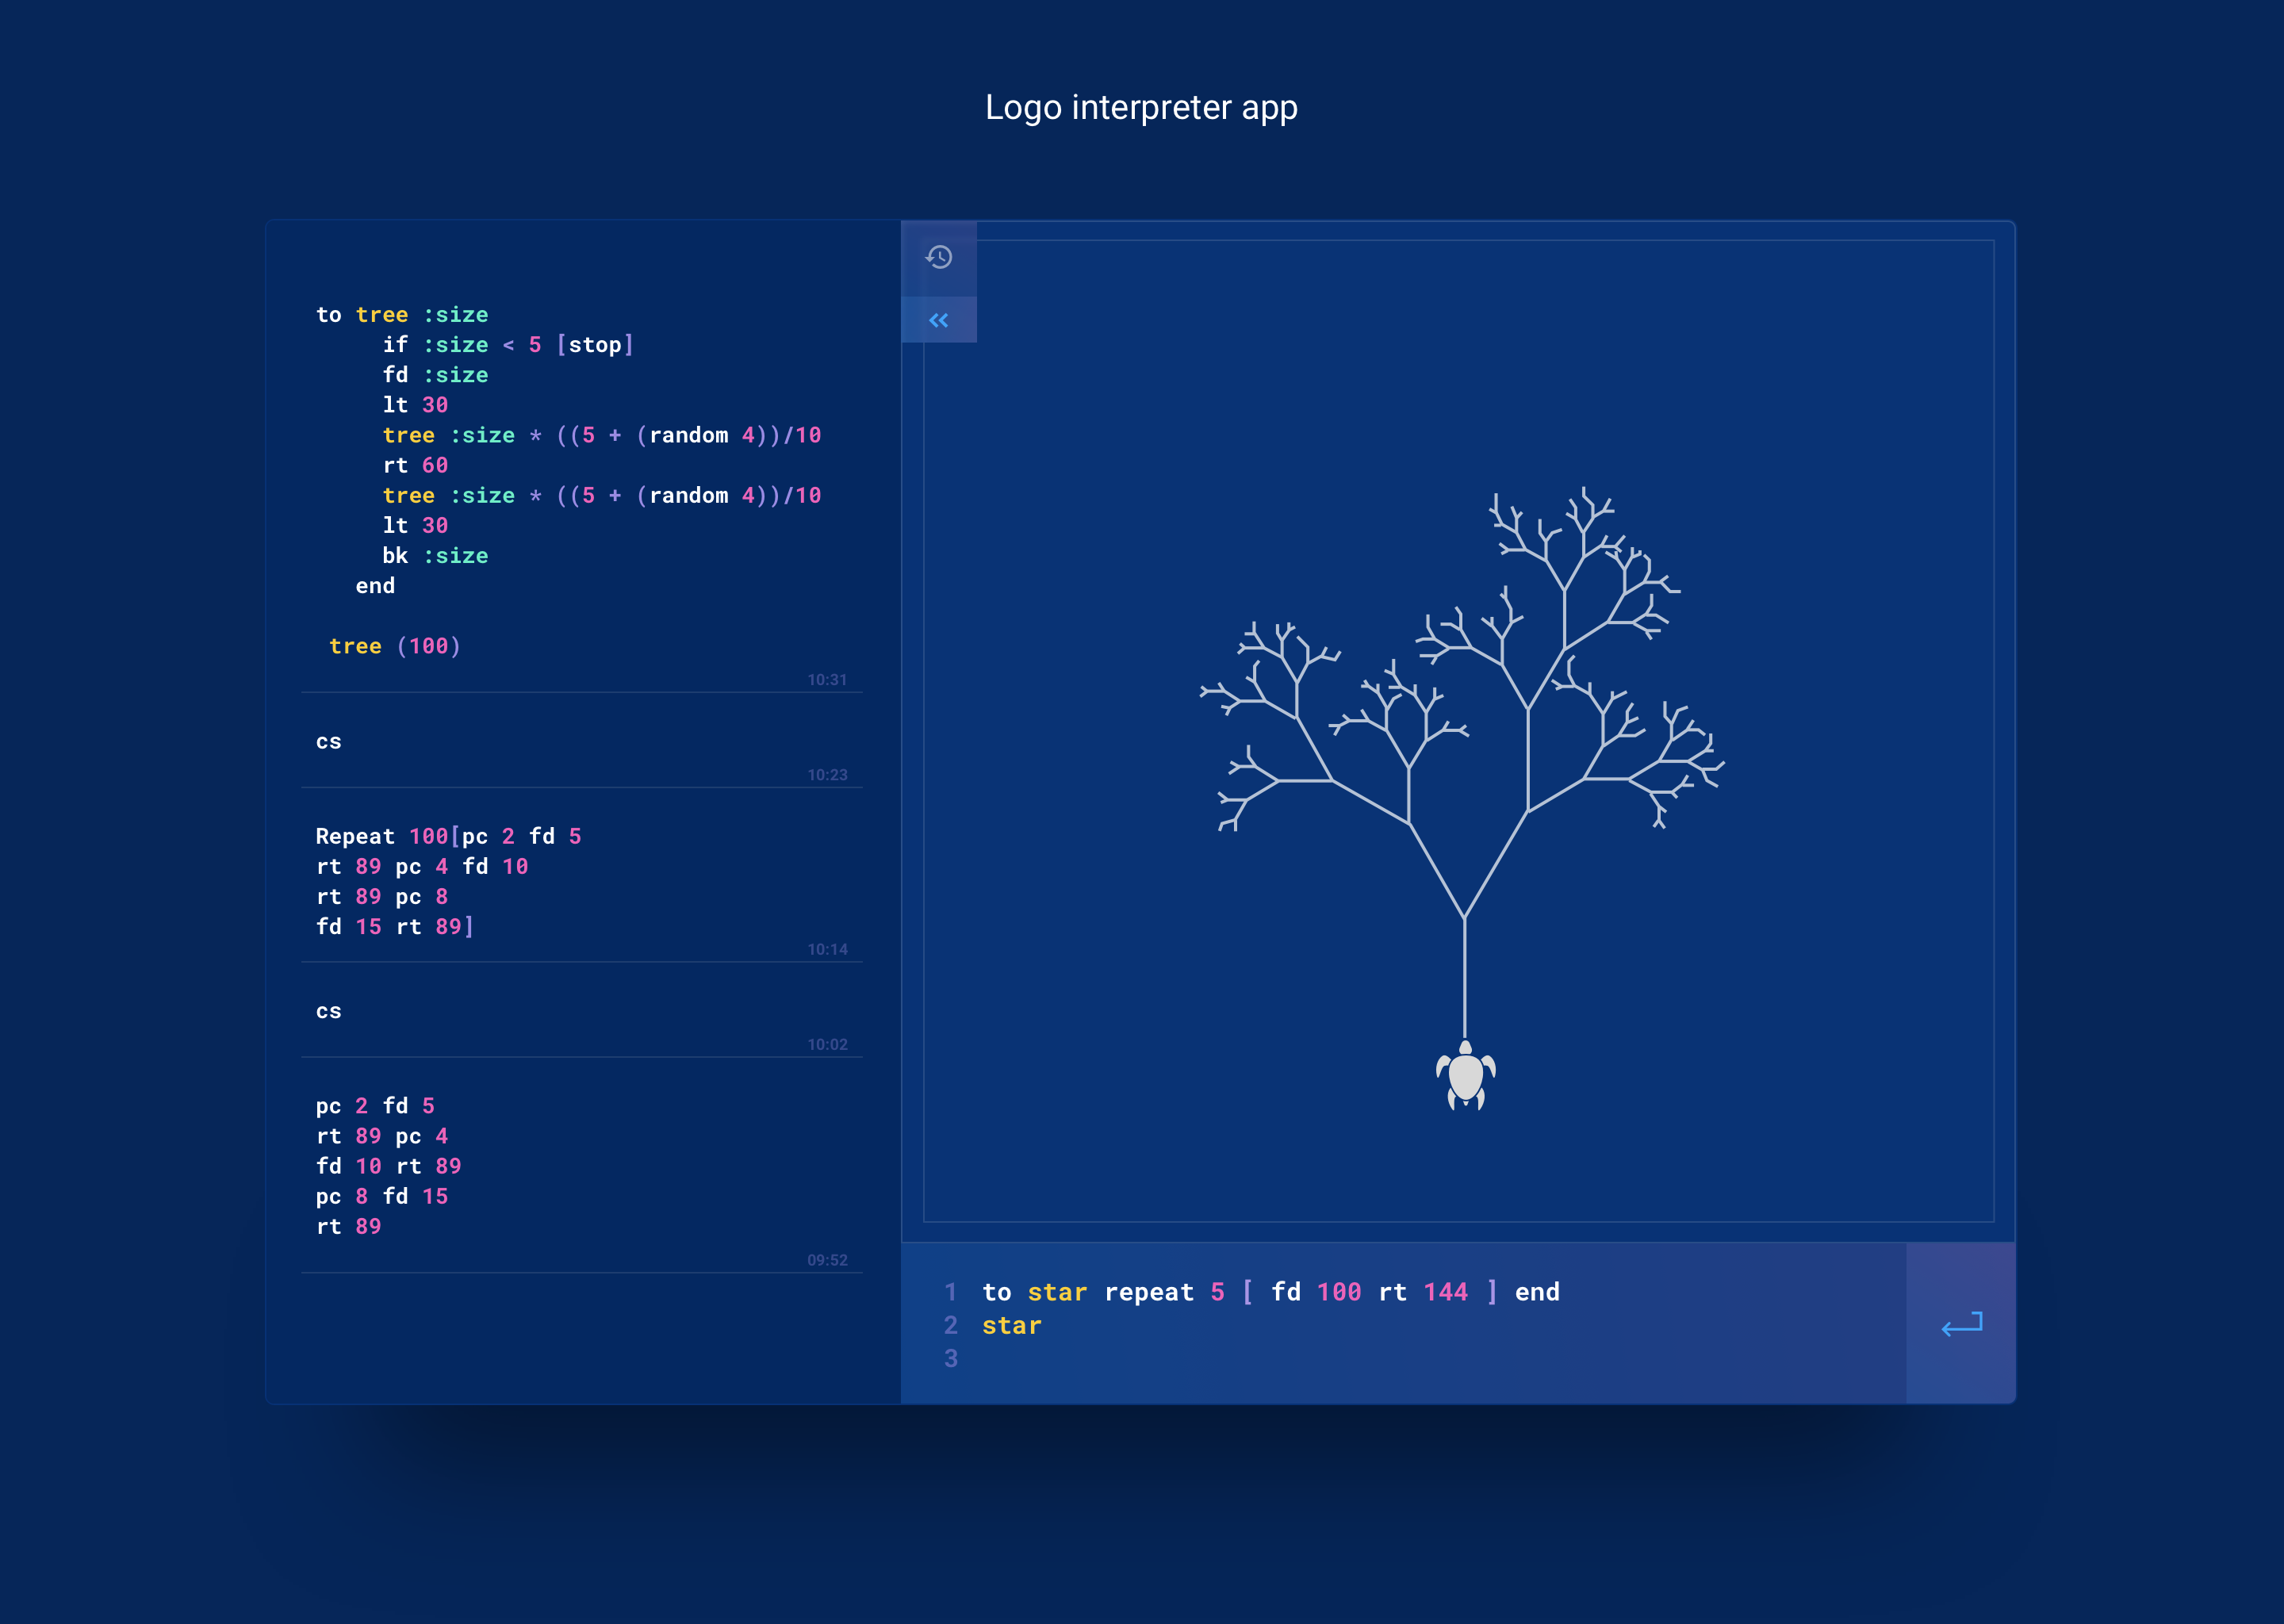 Logo interpreter app
to tree :size
if :size < 5 [stop]
fd :size
lt 30
tree :size * ((5 + (random 4))/10
rt 60
tree :size * ((5 + (random 4))/10
lt 30
bk :size
end
tree (100)
10:31
cs
10:23
Repeat 100[pc 2 fd 5
rt 89 pc 4 fd 10
rt 89 pc 8
fd 15 rt 89]
10:14
cs
10:02
pc 2 fd 5
rt 89 pc 4
fd 10 rt 89
pc 8 fd 15
rt 89
09:52
1 to star repeat 5 [ fd 100 rt 144 ] end
2 star
3